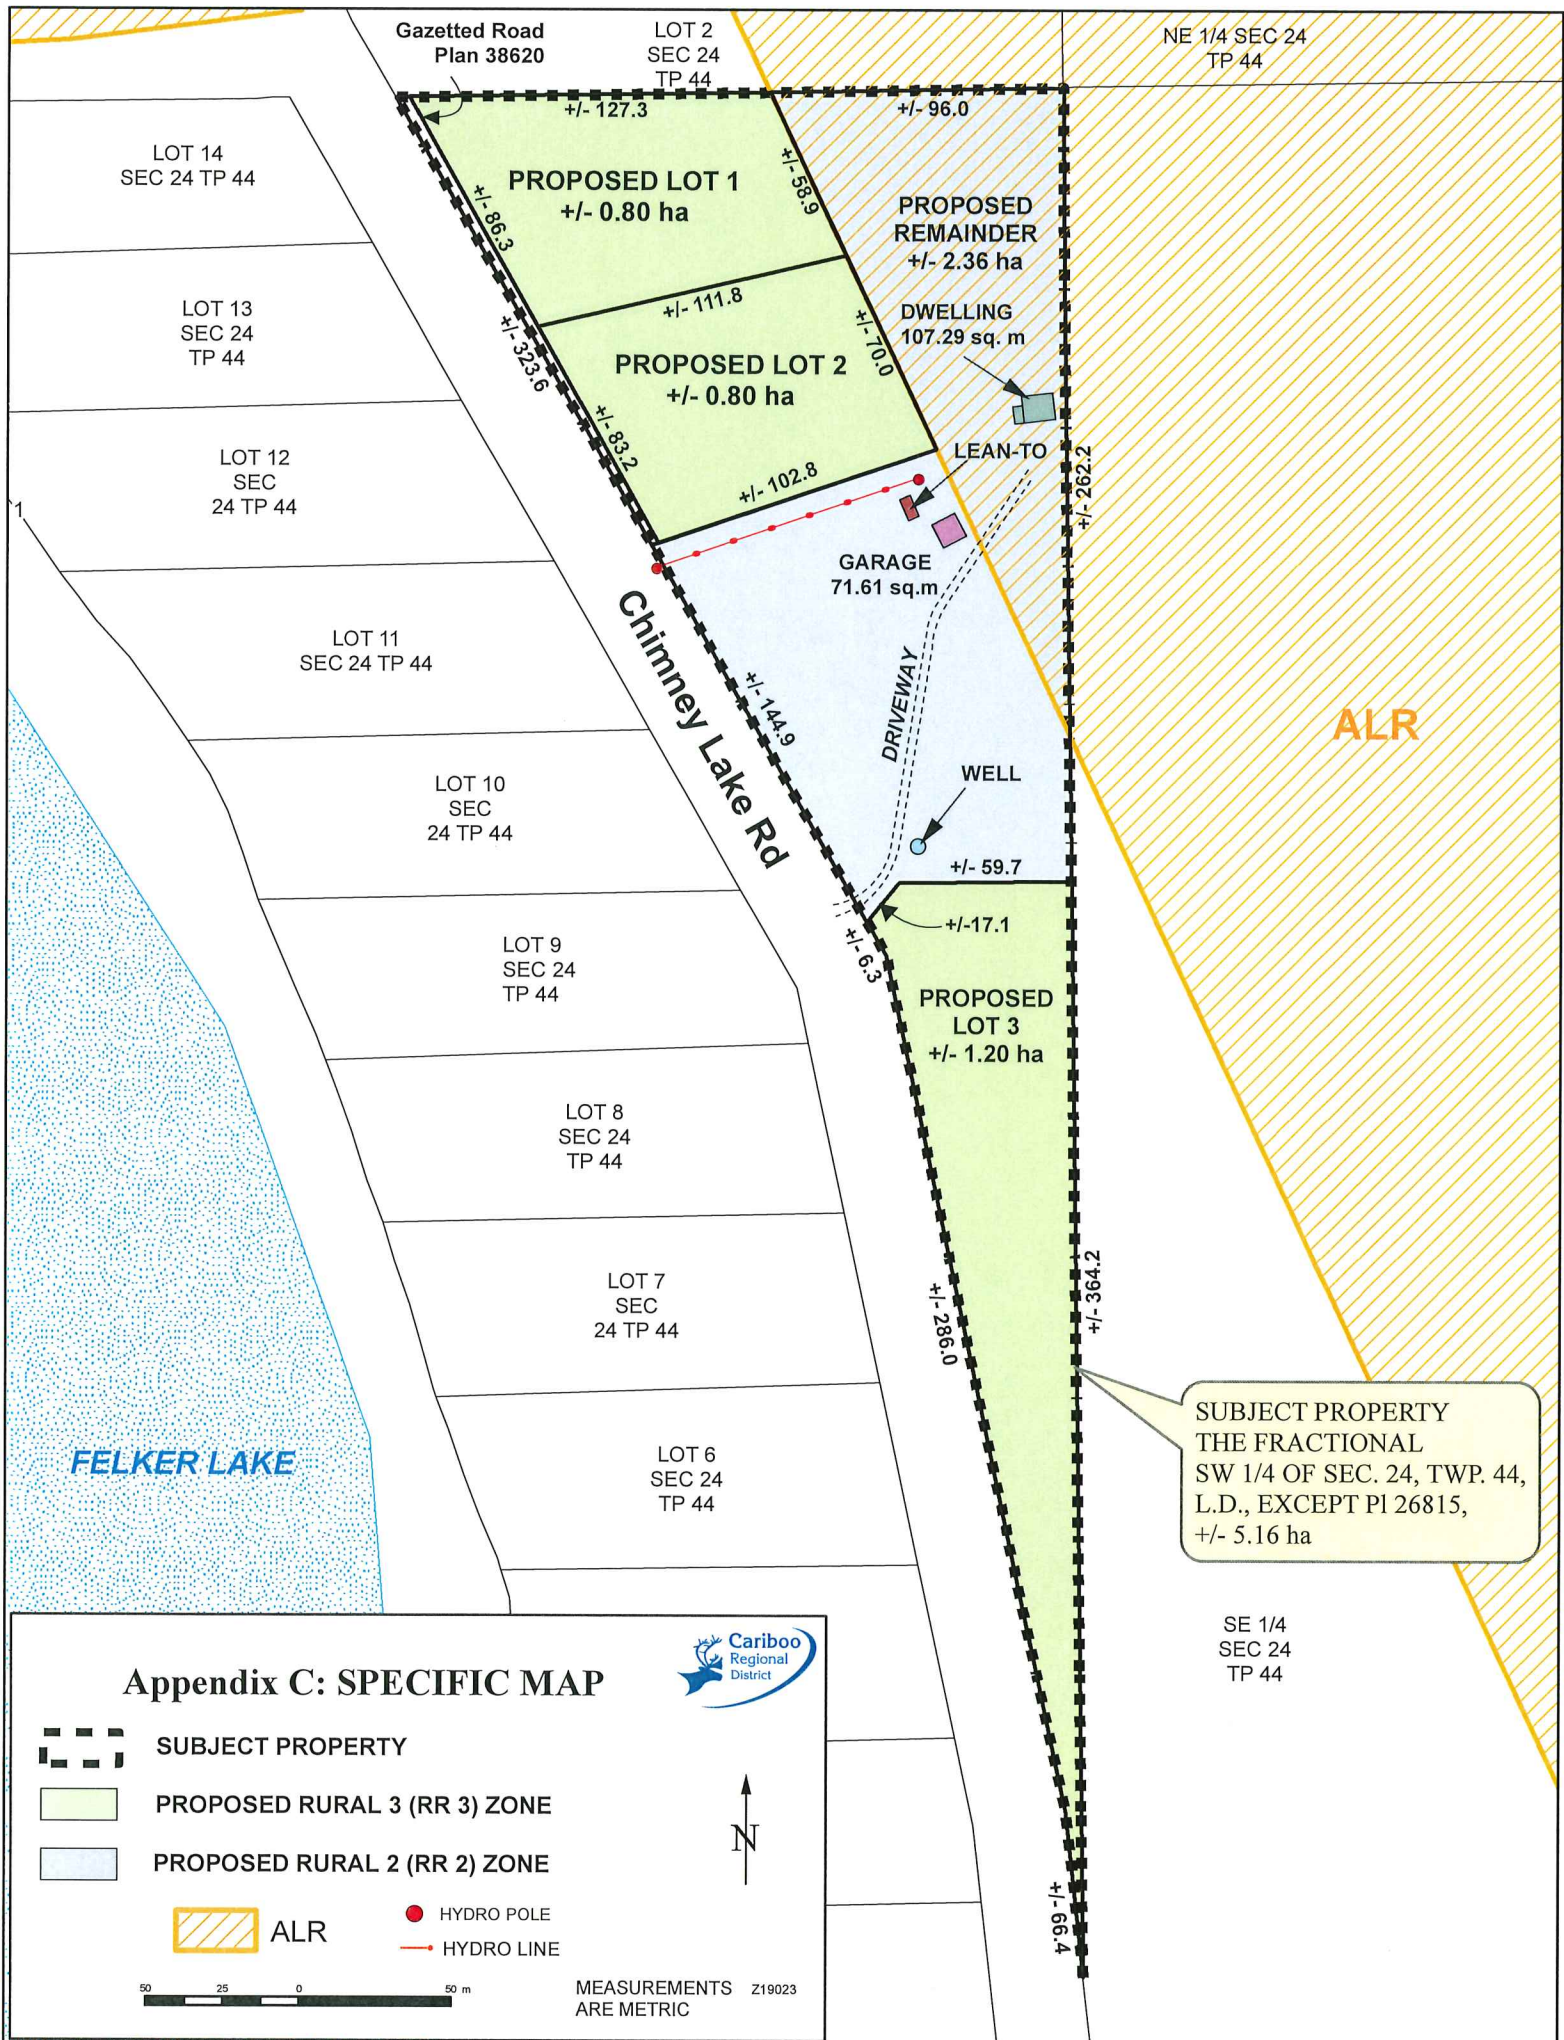 Gazetted Road
Plan 38620
LOT 2
SEC 24
TP 44
NE 1/4 SEC 24
TP 44
+/- 127.3
+/- 96.0
LOT 14
SEC 24 TP 44
PROPOSED LOT 1
+/- 0.80 ha
+/- 58.9
+/- 86.3
PROPOSED
REMAINDER
+/- 2.36 ha
LOT 13
SEC 24
TP 44
+/- 111.8
+/- 323.6
DWELLING
107.29 sq. m
PROPOSED LOT 2
+/- 0.80 ha
+/- 70.0
+/- 83.2
LOT 12
SEC
24 TP 44
LEAN-TO
+/- 102.8
+/- 262.2
1
GARAGE
71.61 sq.m
LOT 11
SEC 24 TP 44
Chimney Lake Rd
+/- 144.9
DRIVEWAY
ALR
WELL
LOT 10
SEC
24 TP 44
+/- 59.7
+/-17.1
+/- 6.3
LOT 9
SEC 24
TP 44
PROPOSED
LOT 3
+/- 1.20 ha
LOT 8
SEC 24
TP 44
LOT 7
SEC
24 TP 44
+/- 286.0
+/- 364.2
SUBJECT PROPERTY
THE FRACTIONAL
SW 1/4 OF SEC. 24, TWP. 44,
L.D., EXCEPT Pl 26815,
+/- 5.16 ha
FELKER LAKE
LOT 6
SEC 24
TP 44
SE 1/4
SEC 24
TP 44
+/- 66.4
Cariboo
Regional
District
Appendix C: SPECIFIC MAP
SUBJECT PROPERTY
PROPOSED RURAL 3 (RR 3) ZONE
PROPOSED RURAL 2 (RR 2) ZONE
N
ALR
HYDRO POLE
HYDRO LINE
50 25 0 50 m
MEASUREMENTS Z19023
ARE METRIC